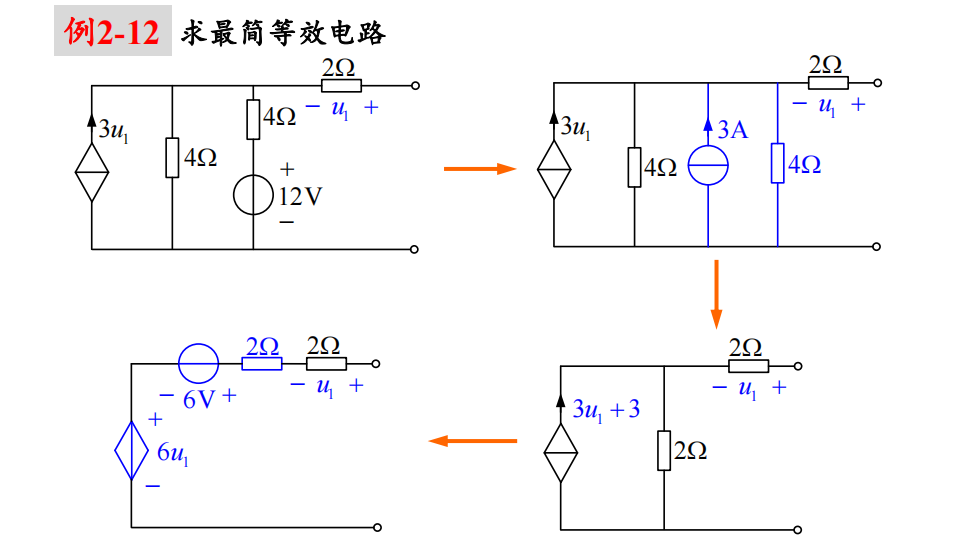 例2-12 求最简等效电路
2Ω
− u₁ +
3u₁
4Ω
4Ω
+
12V
−
2Ω
− u₁ +
3u₁
4Ω
3A
4Ω
− 6V +
2Ω
2Ω
− u₁ +
+
6u₁
−
2Ω
− u₁ +
3u₁ + 3
2Ω